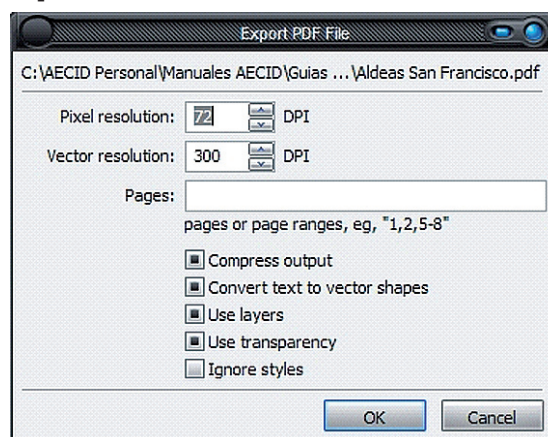 Export PDF File
C:\AECID Personal\Manuales AECID\Guias ...\Aldeas San Francisco.pdf
Pixel resolution: 72 DPI
Vector resolution: 300 DPI
Pages:
pages or page ranges, eg, "1,2,5-8"
Compress output
Convert text to vector shapes
Use layers
Use transparency
Ignore styles
OK Cancel